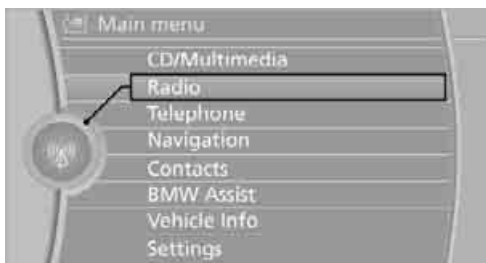 Main menu
CD/Multimedia
Radio
Telephone
Navigation
Contacts
BMW Assist
Vehicle Info
Settings